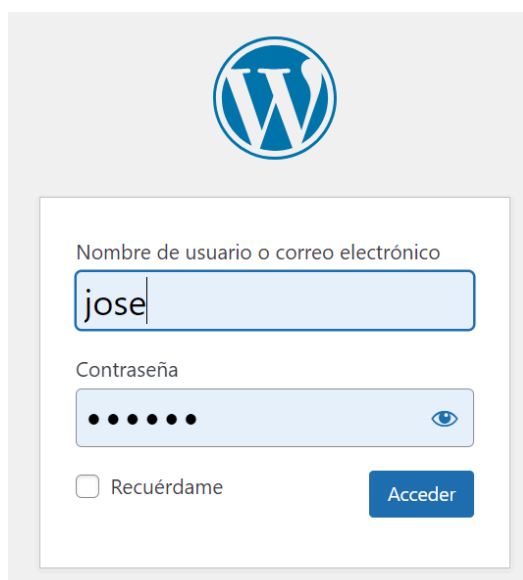 Nombre de usuario o correo electrónico
jose
Contraseña
••••••
Recuérdame
Acceder